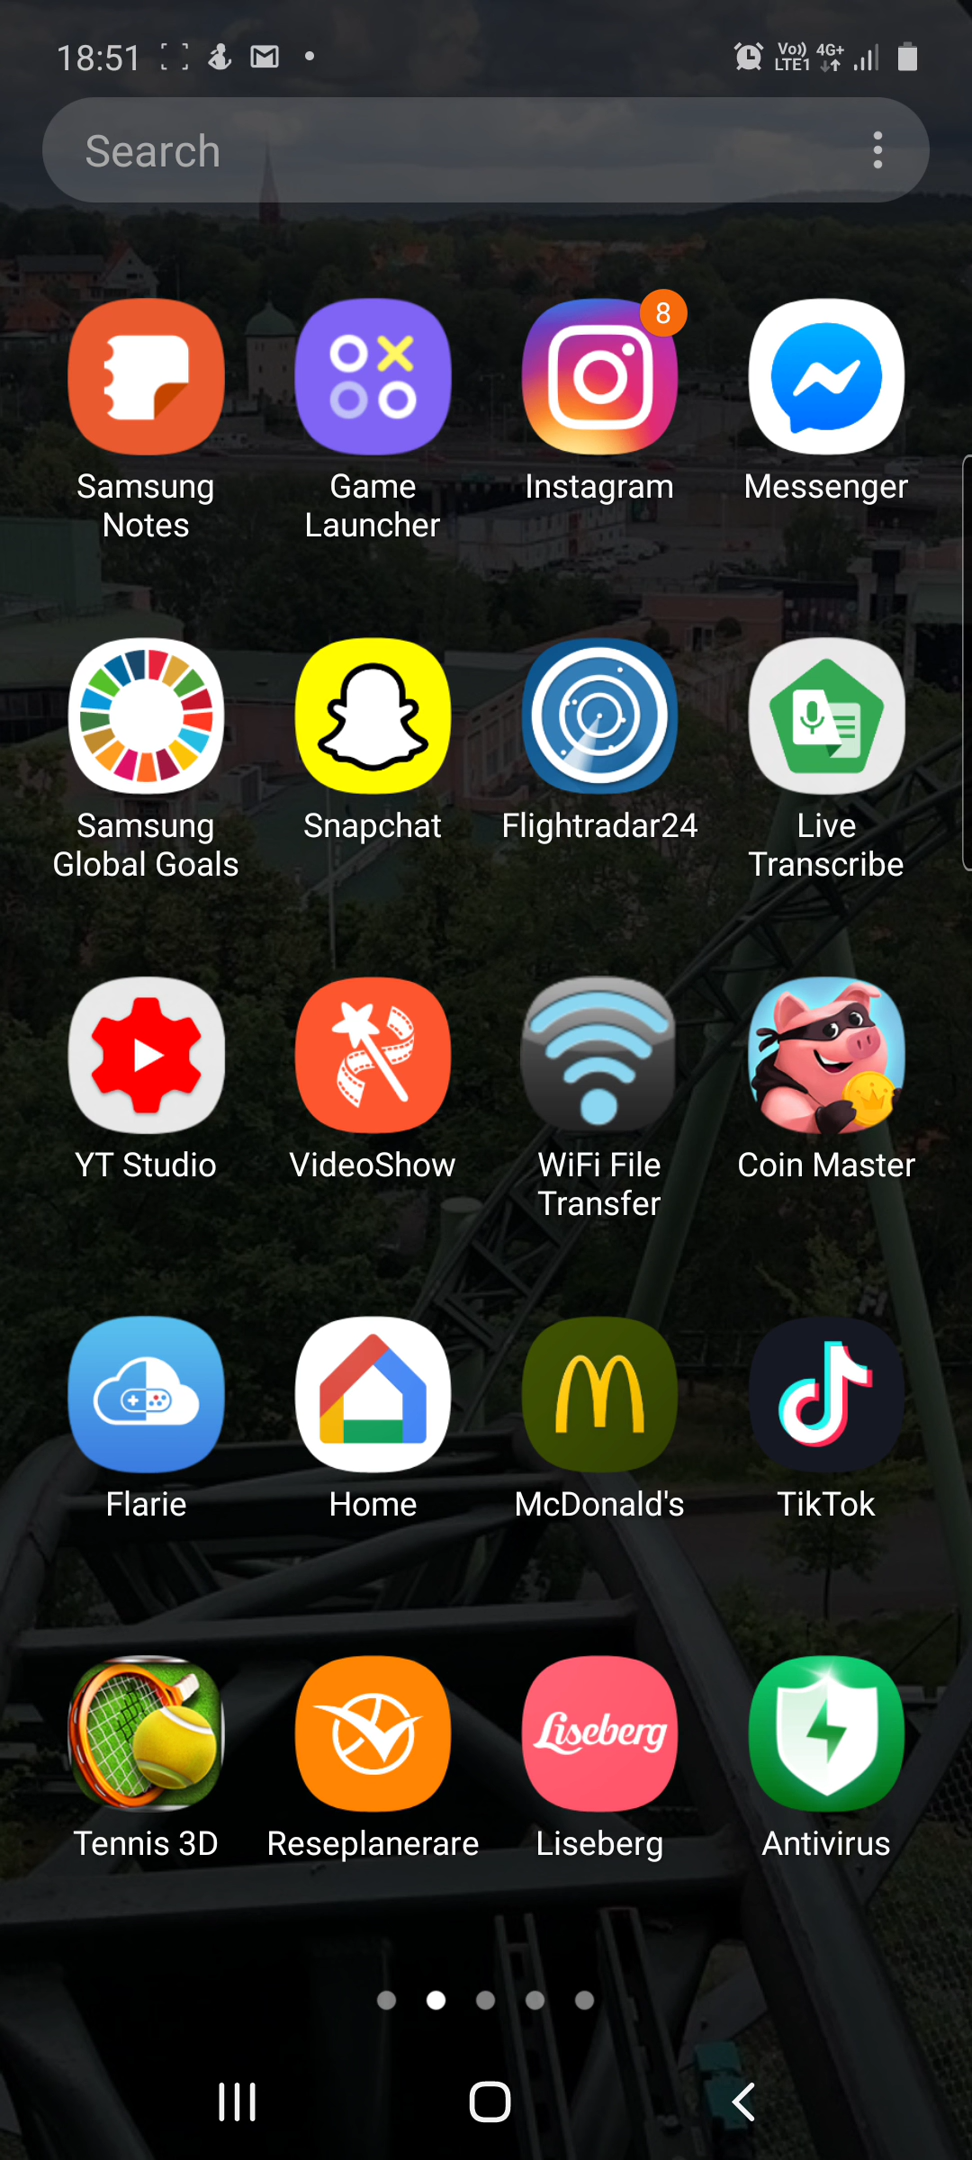 18:51
Vo))
LTE1
4G+
Search
8
Samsung
Notes
Game
Launcher
Instagram
Messenger
Samsung
Global Goals
Snapchat
Flightradar24
Live
Transcribe
YT Studio
VideoShow
WiFi File
Transfer
Coin Master
Flarie
Home
McDonald's
TikTok
Liseberg
Tennis 3D
Reseplanerare
Liseberg
Antivirus